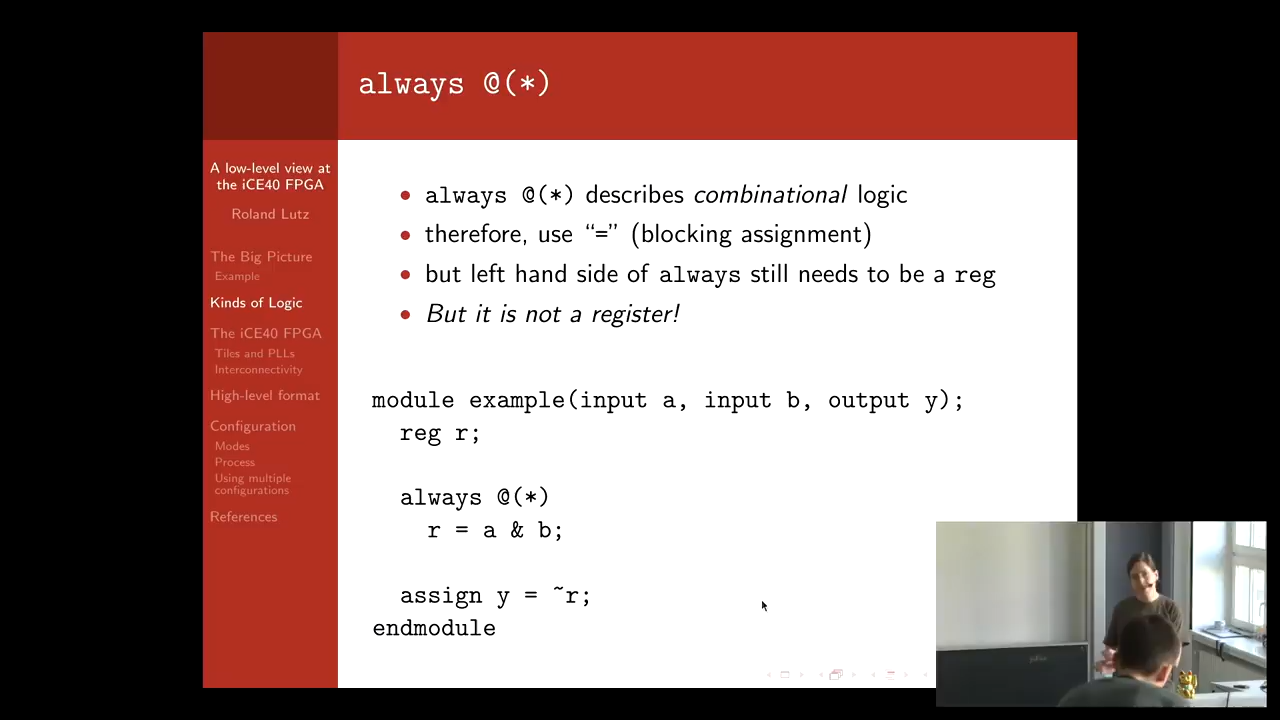 always @(*)
A low-level view at
the iCE40 FPGA
Roland Lutz
The Big Picture
Example
Kinds of Logic
The iCE40 FPGA
Tiles and PLLs
Interconnectivity
High-level format
Configuration
Modes
Process
Using multiple
configurations
References
• always @(*) describes combinational logic
• therefore, use “=” (blocking assignment)
• but left hand side of always still needs to be a reg
• But it is not a register!
module example(input a, input b, output y);
reg r;
always @(*)
r = a & b;
assign y = ~r;
endmodule